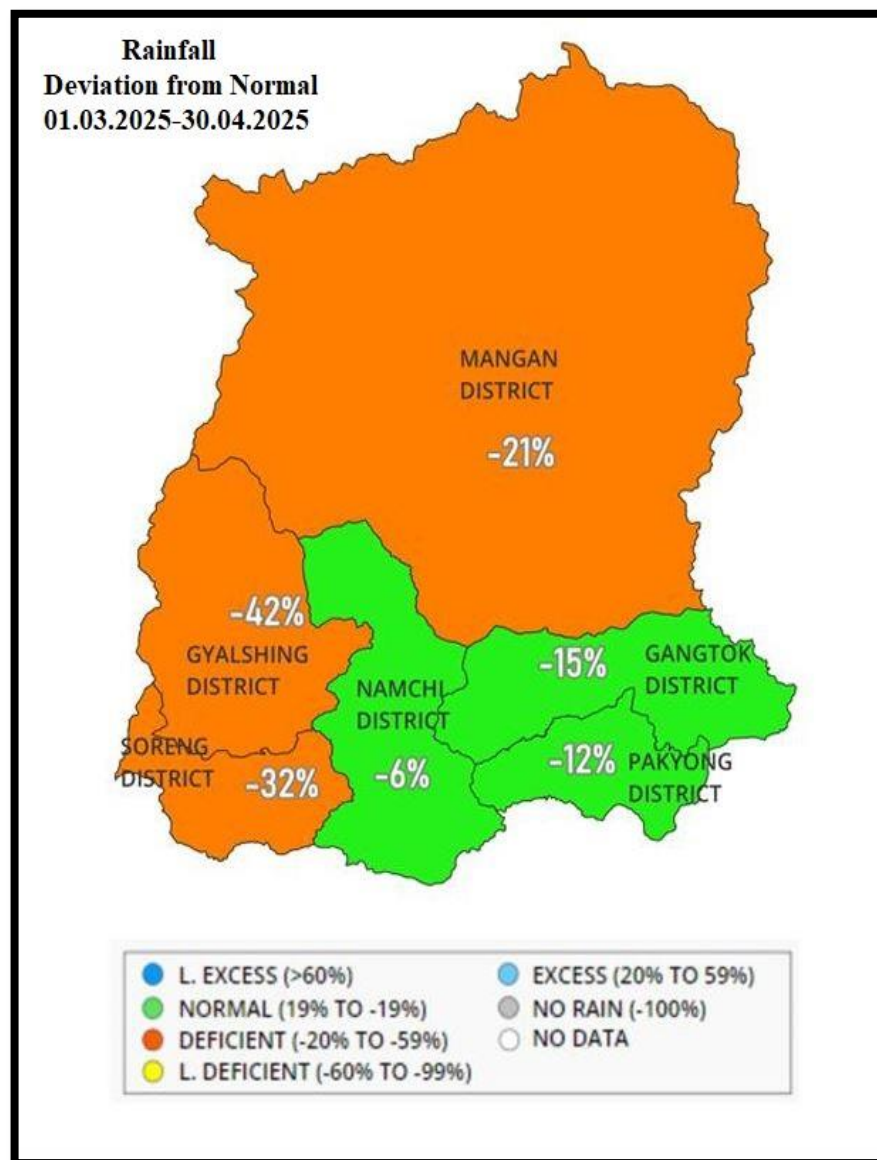 Rainfall
Deviation from Normal
01.03.2025-30.04.2025
MANGAN
DISTRICT
-21%
-42%
GYALSHING
DISTRICT
-15%
GANGTOK
DISTRICT
NAMCHI
DISTRICT
SORENG
DISTRICT
-32%
-6%
-12%
PAKYONG
DISTRICT
L. EXCESS (>60%)
EXCESS (20% TO 59%)
NORMAL (19% TO -19%)
NO RAIN (-100%)
DEFICIENT (-20% TO -59%)
NO DATA
L. DEFICIENT (-60% TO -99%)